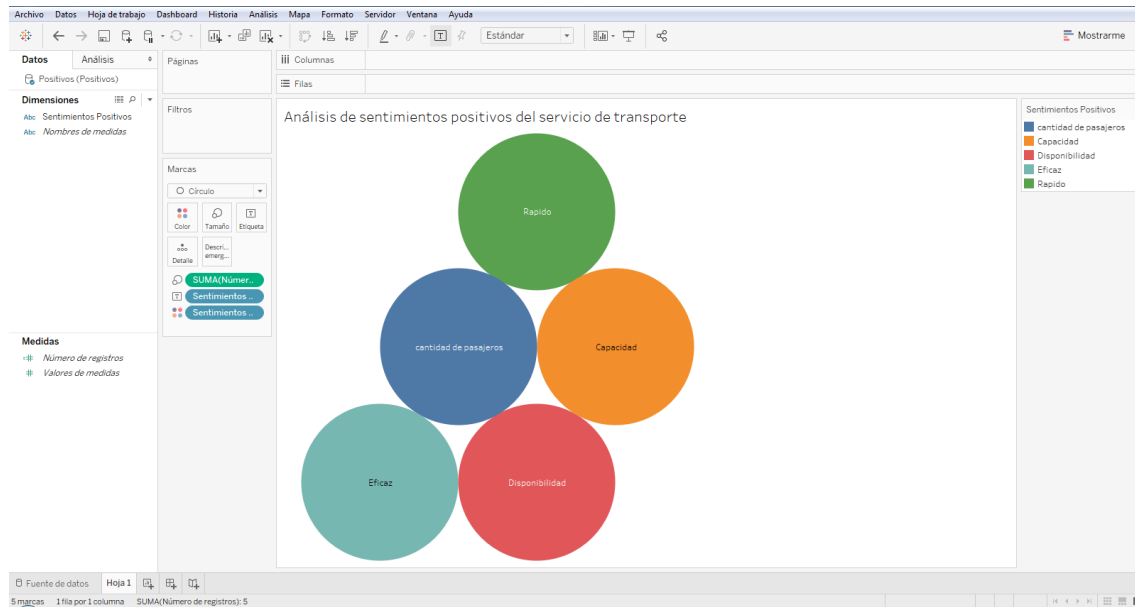 Archivo Datos Hoja de trabajo Dashboard Historia Análisis Mapa Formato Servidor Ventana Ayuda
Estándar
Mostrarme
Datos Análisis
Positivos (Positivos)
Dimensiones
Abc Sentimientos Positivos
Abc Nombres de medidas
Medidas
Número de registros
Valores de medidas
Páginas
Filtros
Marcas
Círculo
Color Tamaño Etiqueta
Detalle Descri... emerg...
SUMA(Númer..
Sentimientos ..
Sentimientos ..
Columnas
Filas
Análisis de sentimientos positivos del servicio de transporte
Rapido
cantidad de pasajeros
Capacidad
Eficaz
Disponibilidad
Sentimientos Positivos
cantidad de pasajeros
Capacidad
Disponibilidad
Eficaz
Rapido
Fuente de datos Hoja 1
5 marcas 1 fila por 1 columna SUMA(Número de registros): 5